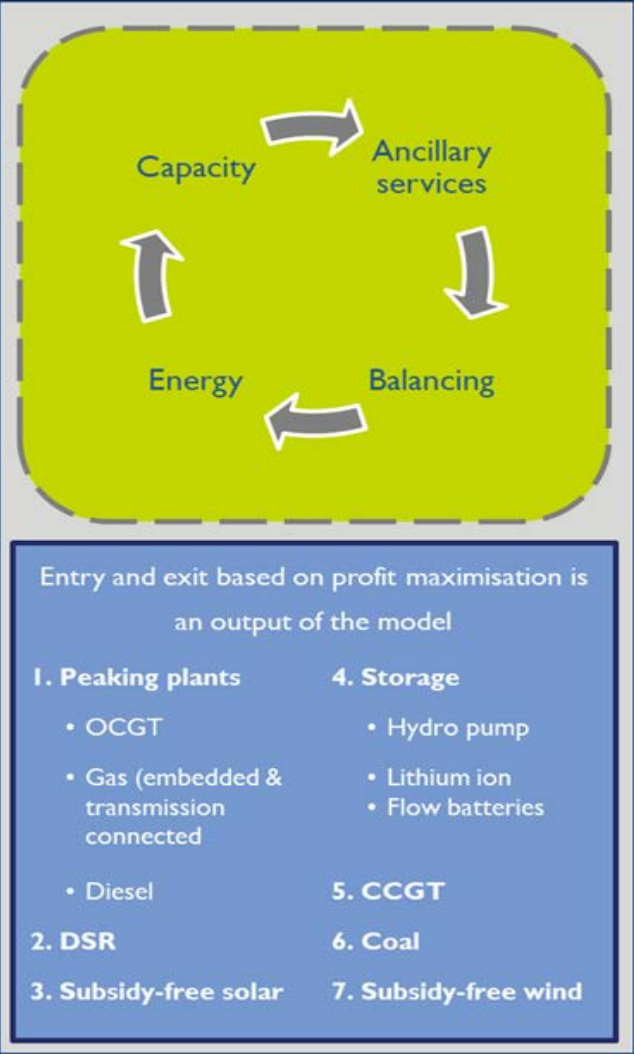 Capacity
Ancillary
services
Energy
Balancing
Entry and exit based on profit maximisation is
an output of the model
1. Peaking plants
• OCGT
• Gas (embedded &
transmission
connected
• Diesel
2. DSR
3. Subsidy-free solar
4. Storage
• Hydro pump
• Lithium ion
• Flow batteries
5. CCGT
6. Coal
7. Subsidy-free wind